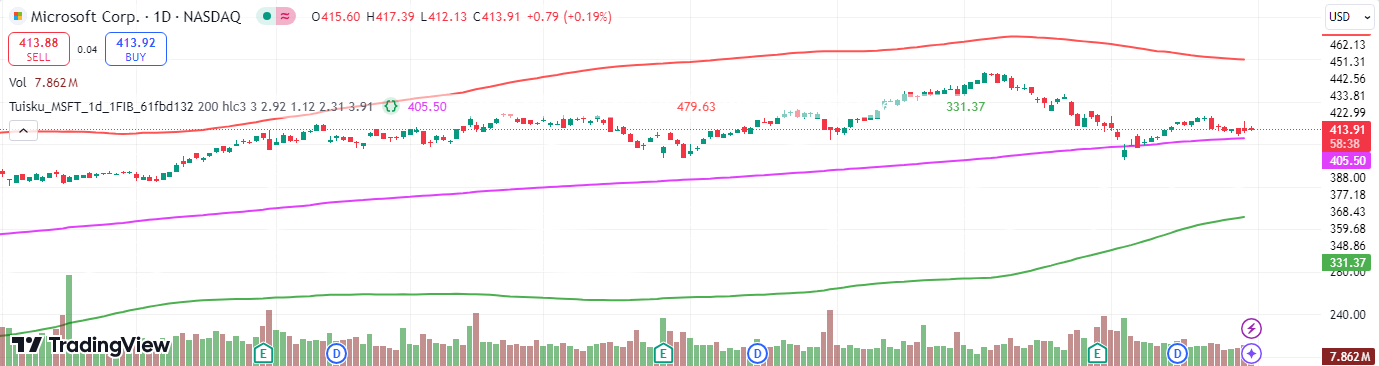 Microsoft Corp. · 1D · NASDAQ ≈ O415.60 H417.39 L412.13 C413.91 +0.79 (+0.19%)
USD
413.88 SELL
0.04
413.92 BUY
Vol 7.862M
Tuisku_MSFT_1d_1FIB_61fbd132 200 hlc3 3 2.92 1.12 2.31 3.91 {} 405.50 479.63 331.37
462.13
451.31
442.56
433.81
422.99
413.91
58:38
405.50
388.00
377.18
368.43
359.68
348.86
331.37
280.00
240.00
7.862M
TradingView
E
D
E
D
E
D